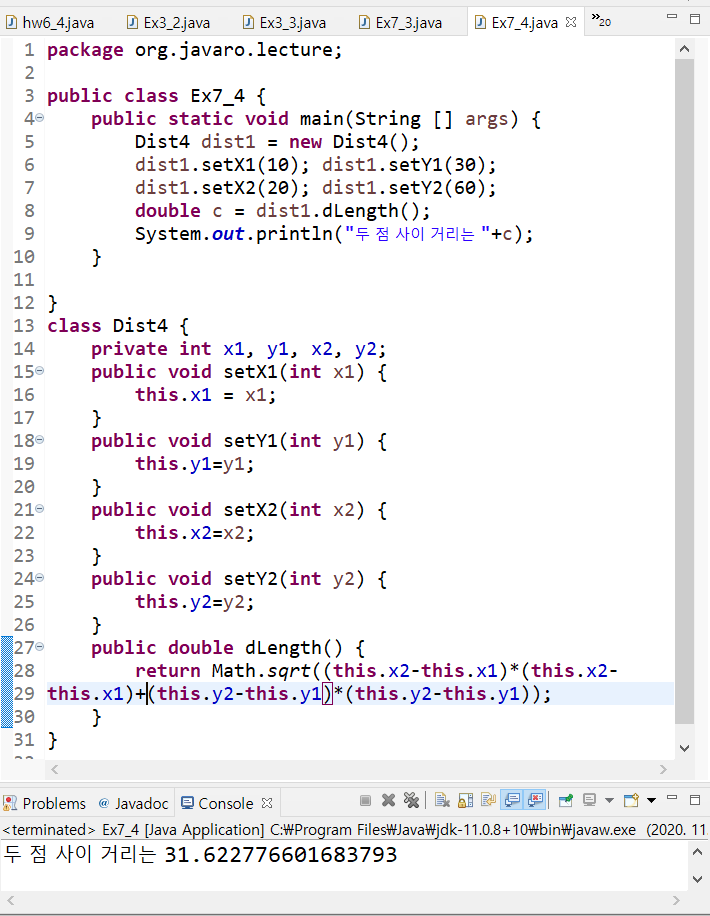 hw6_4.java Ex3_2.java Ex3_3.java Ex7_3.java Ex7_4.java »20
1 package org.javaro.lecture;
2
3 public class Ex7_4 {
4 public static void main(String [] args) {
5 Dist4 dist1 = new Dist4();
6 dist1.setX1(10); dist1.setY1(30);
7 dist1.setX2(20); dist1.setY2(60);
8 double c = dist1.dLength();
9 System.out.println("두 점 사이 거리는 "+c);
10 }
11
12 }
13 class Dist4 {
14 private int x1, y1, x2, y2;
15 public void setX1(int x1) {
16 this.x1 = x1;
17 }
18 public void setY1(int y1) {
19 this.y1=y1;
20 }
21 public void setX2(int x2) {
22 this.x2=x2;
23 }
24 public void setY2(int y2) {
25 this.y2=y2;
26 }
27 public double dLength() {
28 return Math.sqrt((this.x2-this.x1)*(this.x2-
29 this.x1)+(this.y2-this.y1)*(this.y2-this.y1));
30 }
31 }
Problems @ Javadoc Console
<terminated> Ex7_4 [Java Application] C:₩Program Files₩Java₩jdk-11.0.8+10₩bin₩javaw.exe (2020. 11
두 점 사이 거리는 31.622776601683793